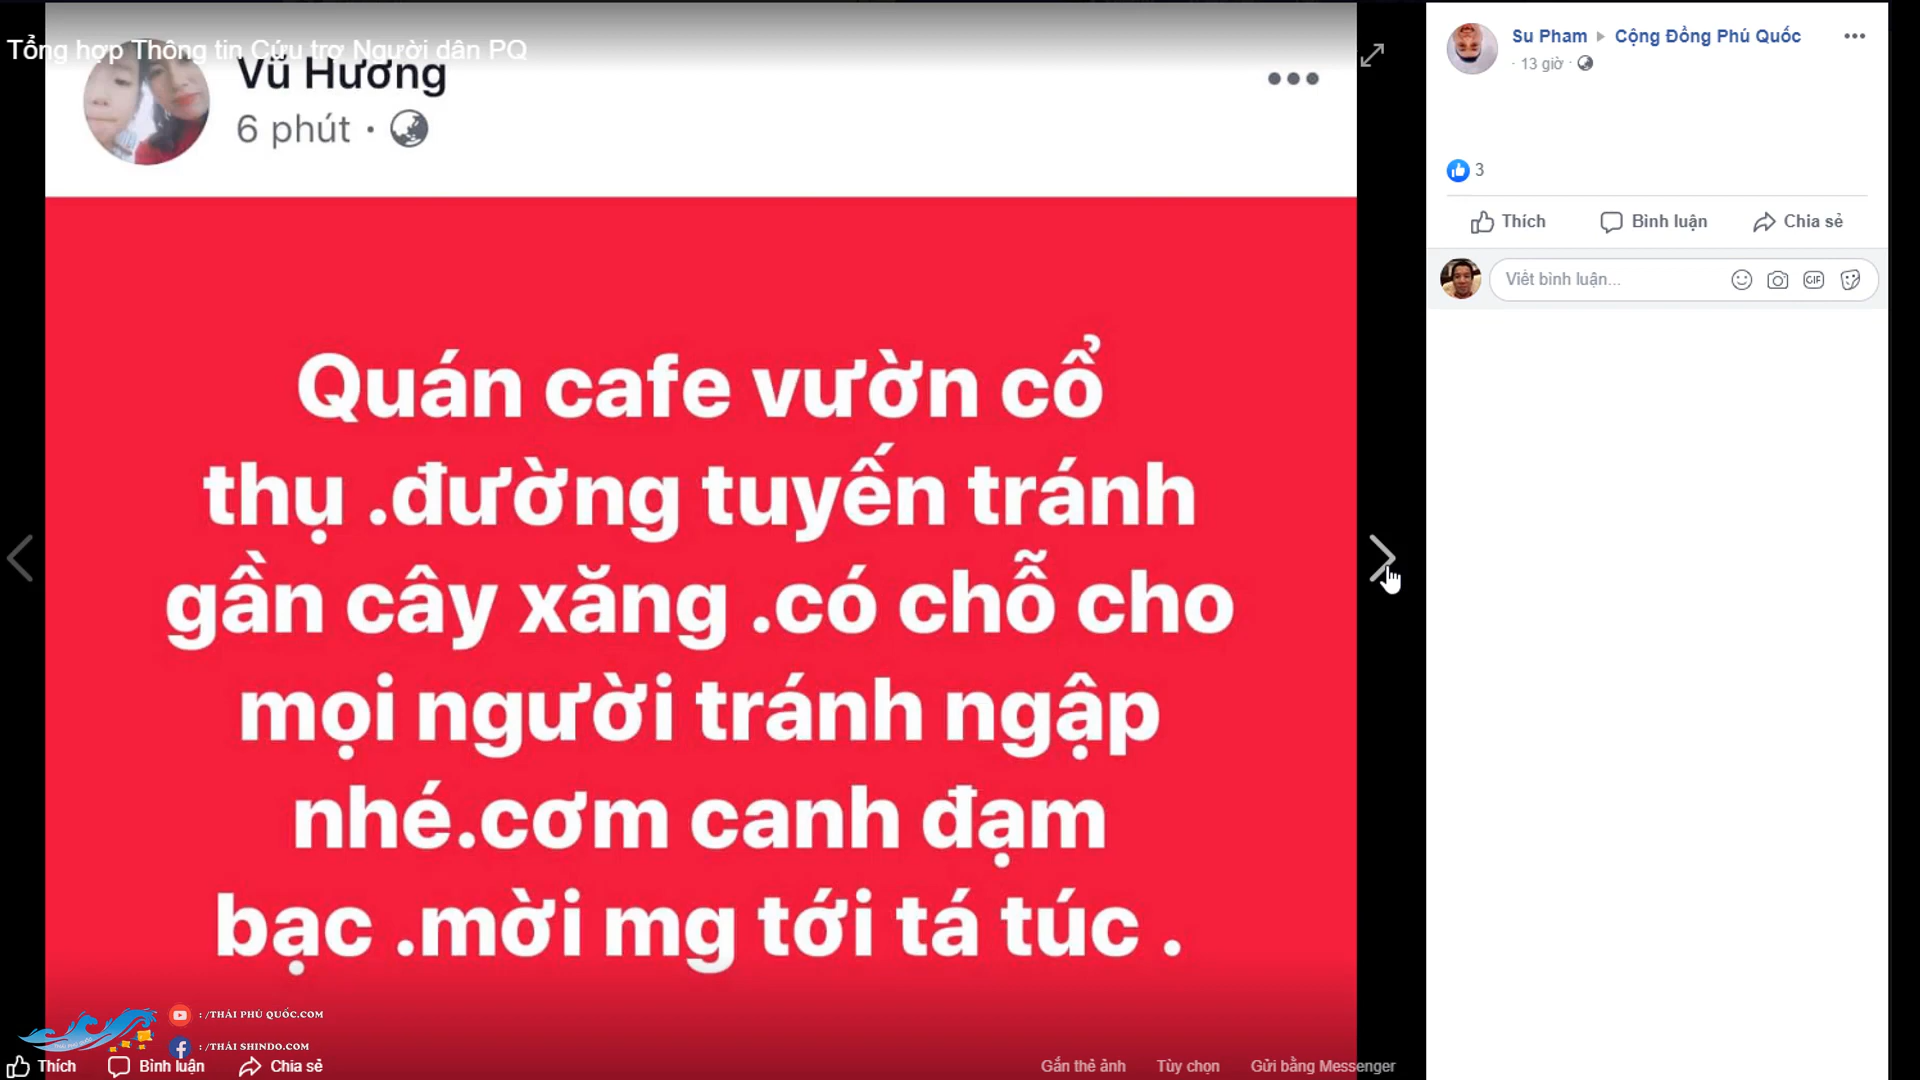 Tổng hợp Thông tin Cứu trợ Người dân PQ
Vũ Hương
6 phút ·
Quán cafe vườn cổ
thụ .đường tuyến tránh
gần cây xăng .có chỗ cho
mọi người tránh ngập
nhé.cơm canh đạm
bạc .mời mg tới tá túc .
: /THÁI PHÚ QUỐC.COM
: /THÁI SHINDO.COM
Thích Bình luận Chia sẻ
Gắn thẻ ảnh Tùy chọn Gửi bằng Messenger
Su Pham ▸ Cộng Đồng Phú Quốc
· 13 giờ ·
3
Thích Bình luận Chia sẻ
Viết bình luận...
GIF